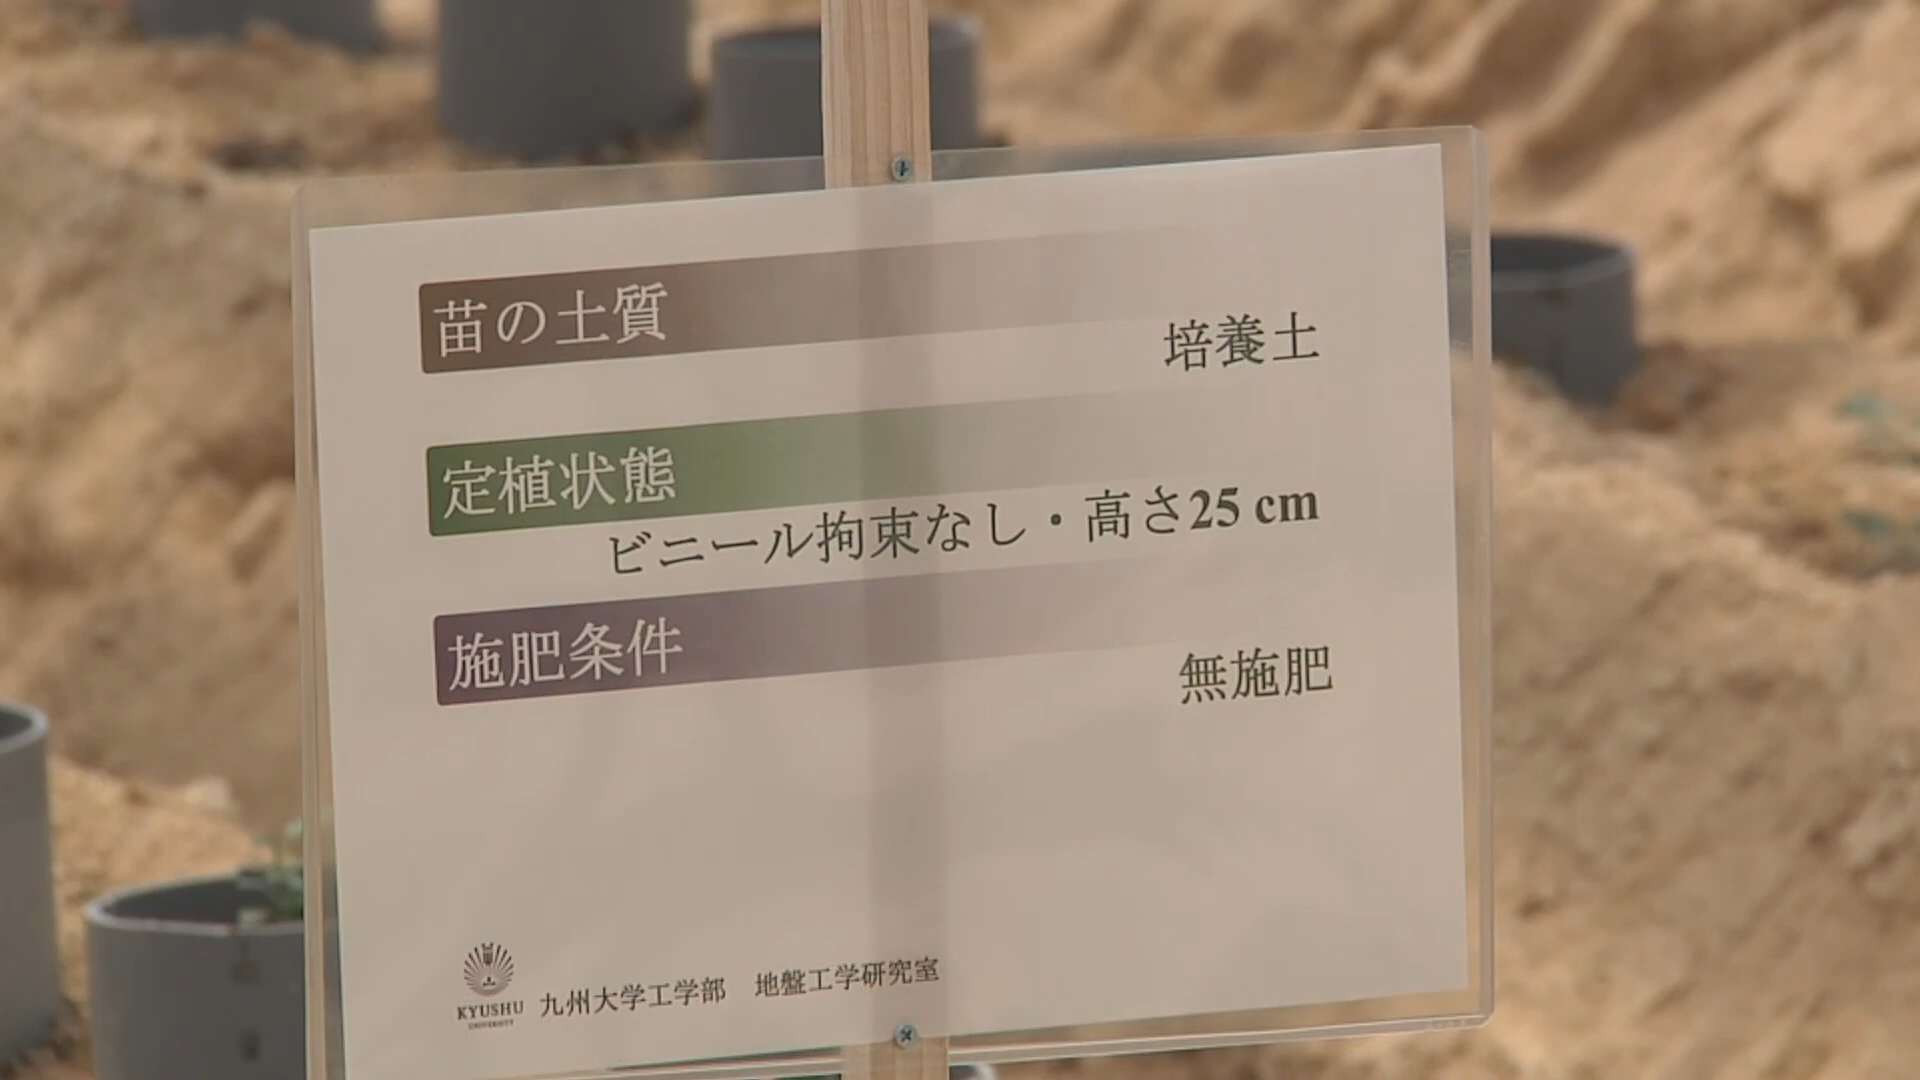 苗の土質
培養土
定植状態
ビニール拘束なし・高さ25 cm
施肥条件
無施肥
KYUSHU
UNIVERSITY
九州大学工学部　地盤工学研究室